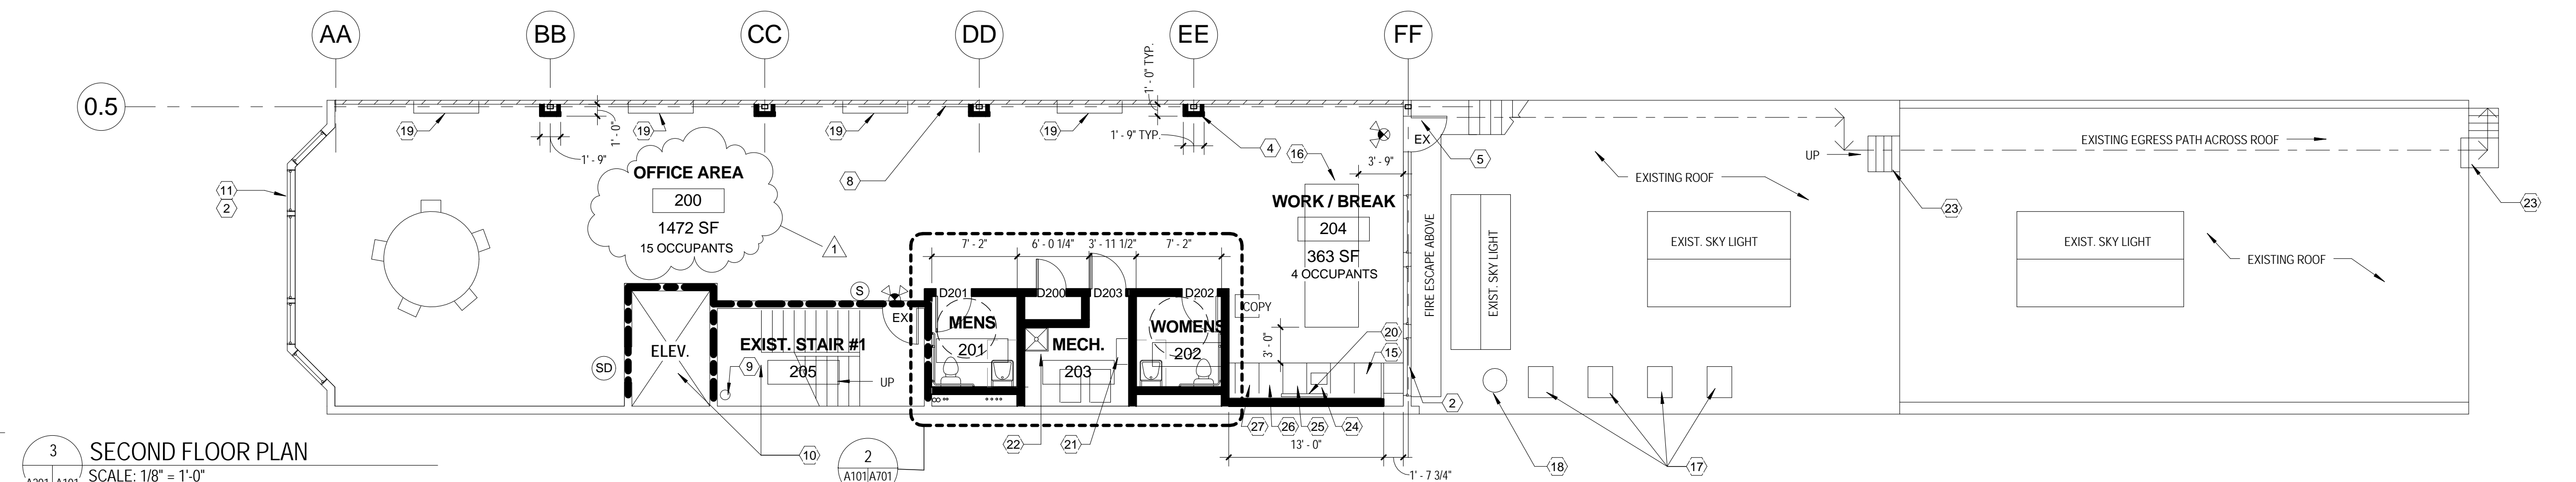 AA
BB
CC
DD
EE
FF
0.5
1' - 0" TYP.
1' - 0"
1' - 9"
1' - 9" TYP.
19
19
19
19
4
16
5
EX
3' - 9"
8
11
2
OFFICE AREA
200
1472 SF
15 OCCUPANTS
1
WORK / BREAK
204
363 SF
4 OCCUPANTS
7' - 2"
6' - 0 1/4"
3' - 11 1/2"
7' - 2"
FIRE ESCAPE ABOVE
EXIST. SKY LIGHT
EXISTING ROOF
UP
EXISTING EGRESS PATH ACROSS ROOF
23
23
EXIST. SKY LIGHT
EXIST. SKY LIGHT
EXISTING ROOF
S
EX
D201
D200
D203
D202
COPY
MENS
201
WOMENS
202
MECH.
203
EXIST. STAIR #1
205
UP
ELEV.
SD
9
3' - 0"
20
15
2
27
26
25
24
13' - 0"
1' - 7 3/4"
22
21
10
18
17
2
A101
A701
3
A201
A101
SECOND FLOOR PLAN
SCALE: 1/8" = 1'-0"